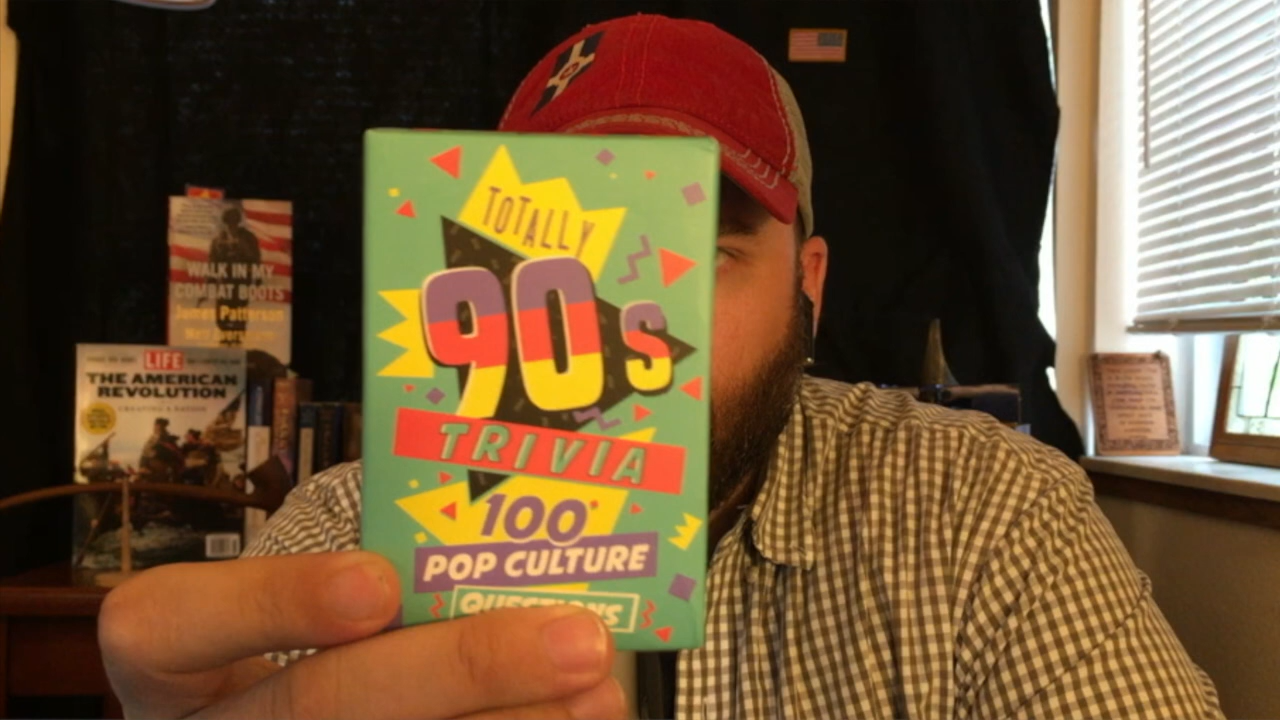 TOTALLY
90s
TRIVIA
100
POP CULTURE
QUESTIONS
WALK IN MY
COMBAT BOOTS
James Patterson
LIFE
THE AMERICAN
REVOLUTION